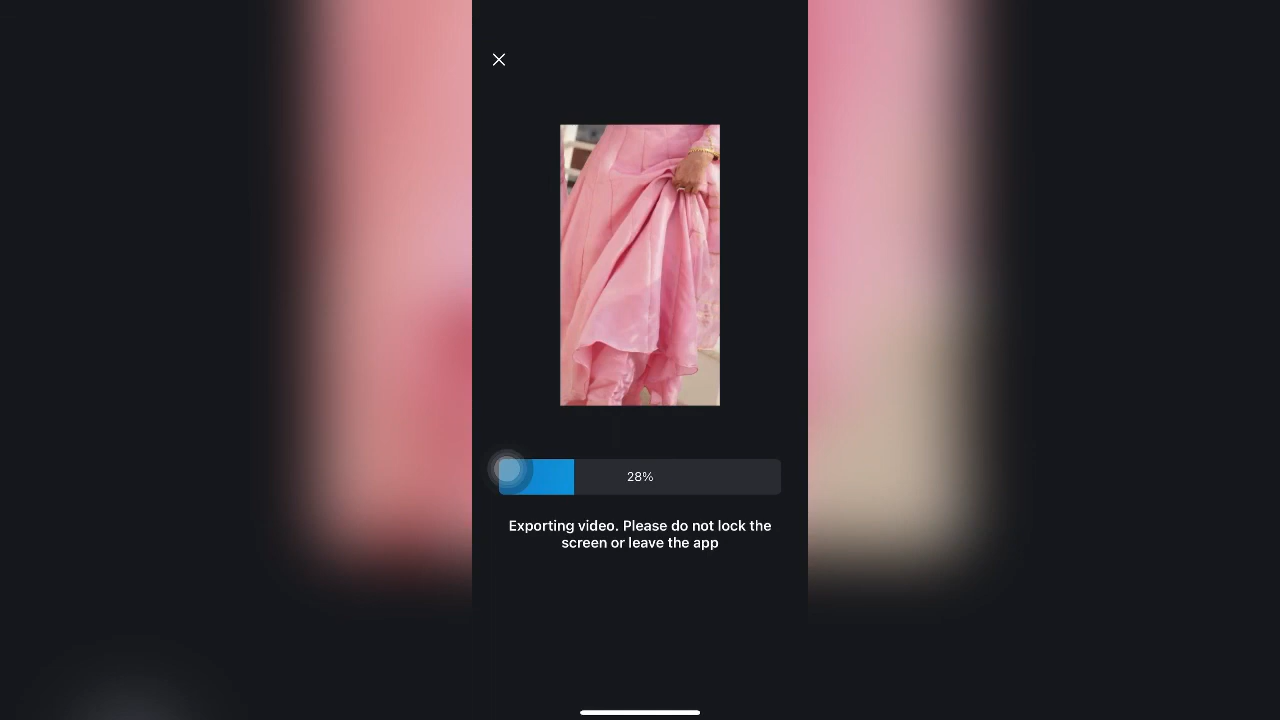 28%
Exporting video. Please do not lock the
screen or leave the app